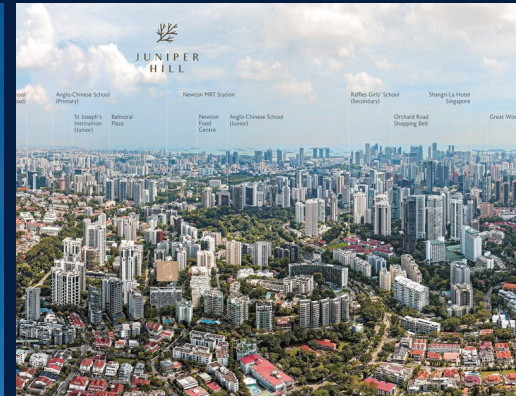 JUNIPER
HILL
Anglo-Chinese School
(Primary)
Newton MRT Station
Raffles Girls' School
(Secondary)
Shangri-La Hotel
Singapore
St Joseph's
Institution
(Junior)
Balmoral
Plaza
Newton
Food
Centre
Anglo-Chinese School
(Junior)
Orchard Road
Shopping Belt